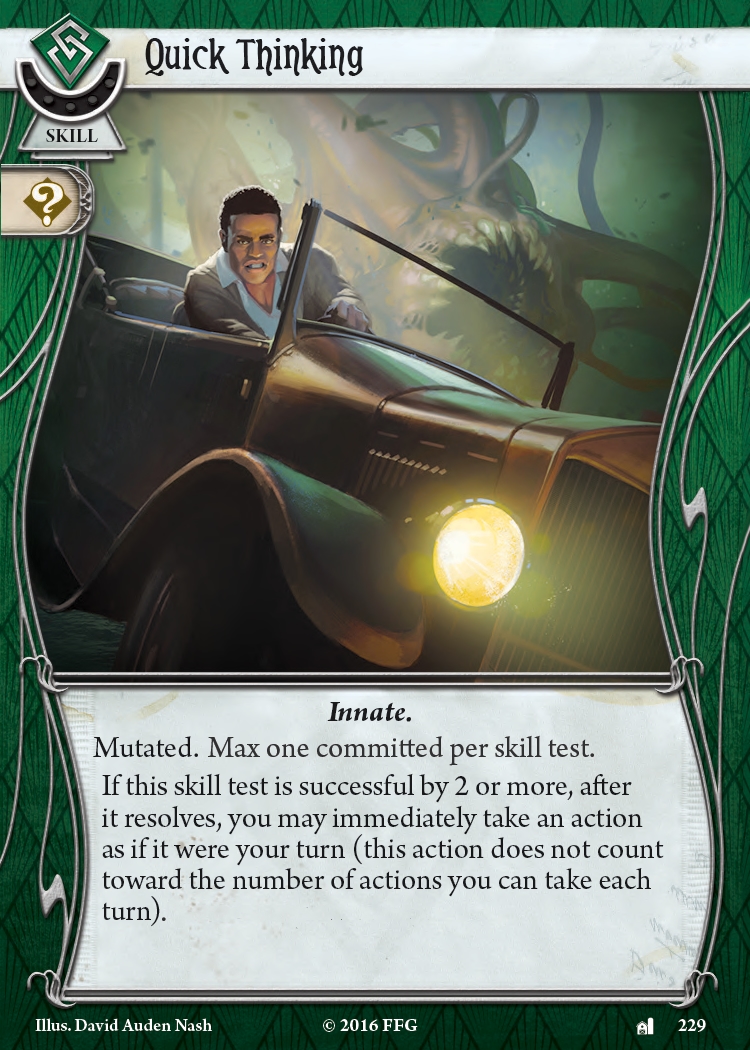 Quick Thinking
SKILL
?
Innate.
Mutated. Max one committed per skill test.
If this skill test is successful by 2 or more, after
it resolves, you may immediately take an action
as if it were your turn (this action does not count
toward the number of actions you can take each
turn).
Illus. David Auden Nash
© 2016 FFG
229